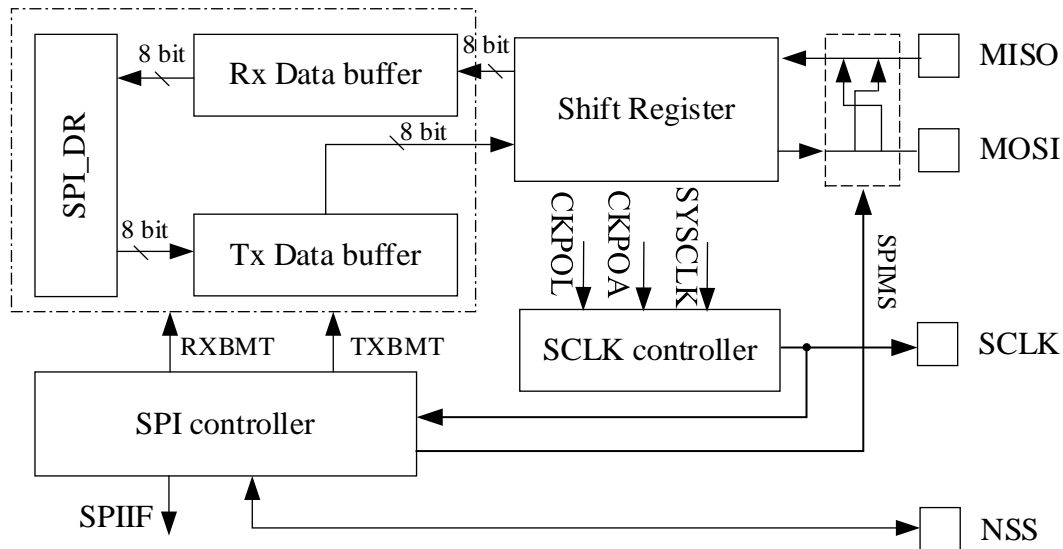 8 bit
Rx Data buffer
8 bit
Shift Register
MISO
SPI_DR
8 bit
MOSI
8 bit
Tx Data buffer
CKPOL
CKPOA
SYSCLK
SPIMS
RXBMT
TXBMT
SCLK controller
SCLK
SPI controller
SPIIF
NSS